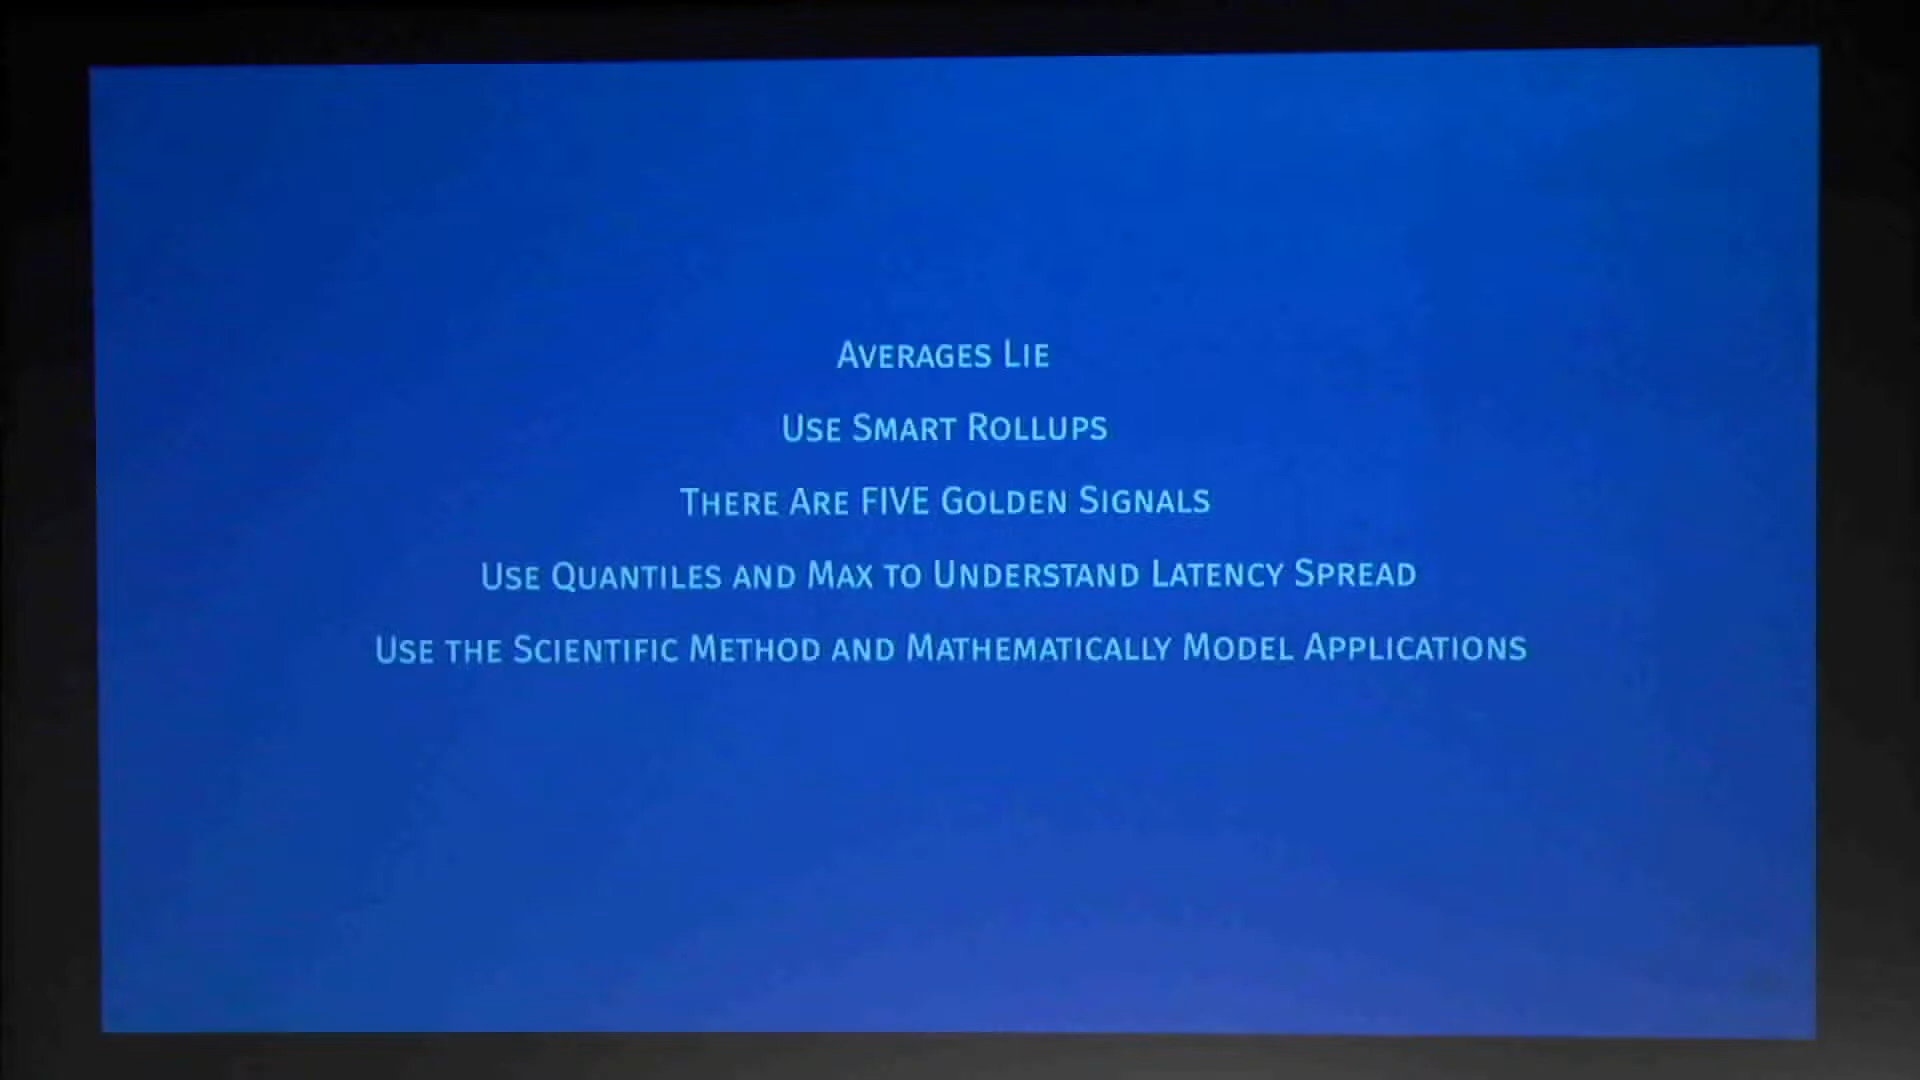 Averages Lie
Use Smart Rollups
There Are FIVE Golden Signals
Use Quantiles and Max to Understand Latency Spread
Use the Scientific Method and Mathematically Model Applications